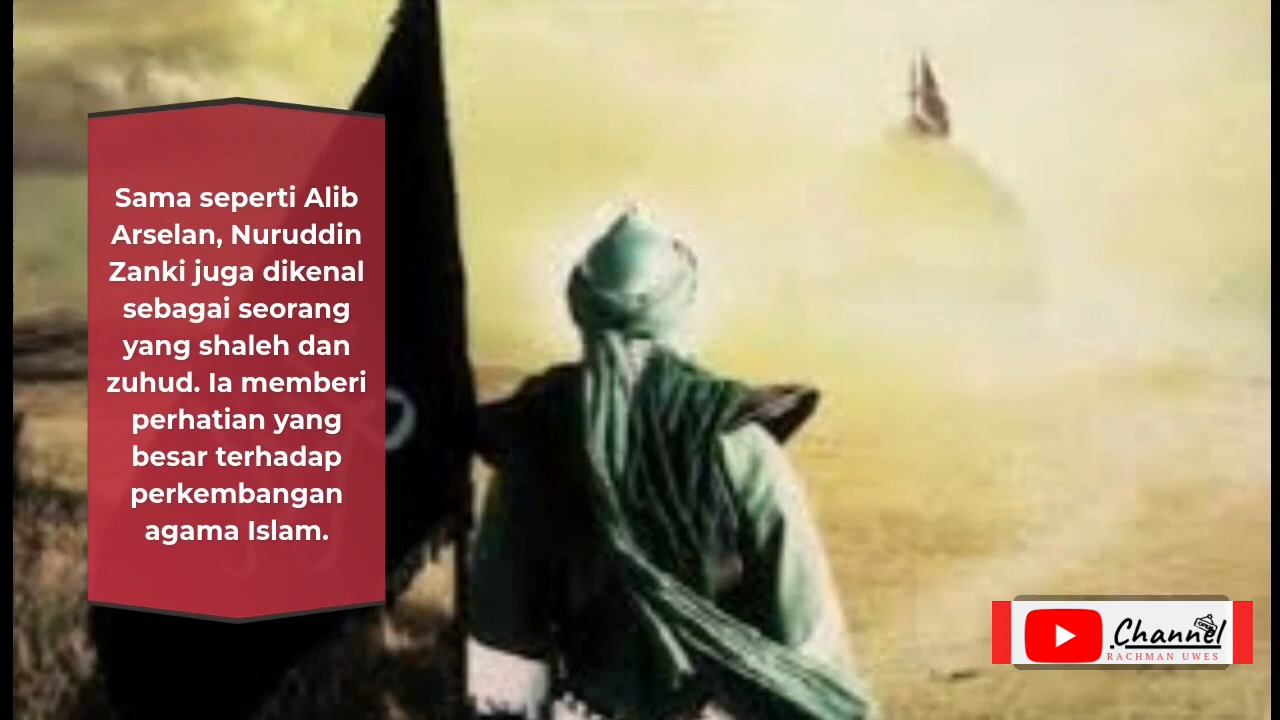 Sama seperti Alib
Arselan, Nuruddin
Zanki juga dikenal
sebagai seorang
yang shaleh dan
zuhud. Ia memberi
perhatian yang
besar terhadap
perkembangan
agama Islam.
Channel
RACHMAN UWES